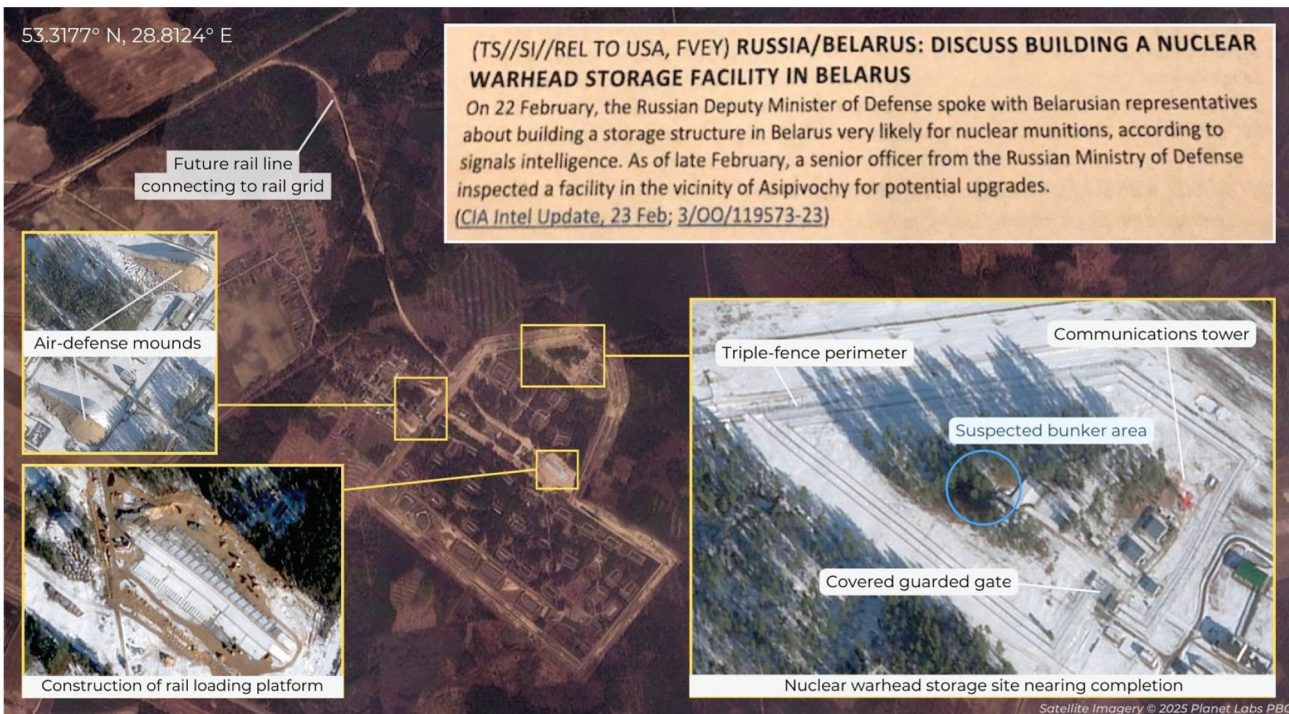 53.3177° N, 28.8124° E
(TS//SI//REL TO USA, FVEY) RUSSIA/BELARUS: DISCUSS BUILDING A NUCLEAR
WARHEAD STORAGE FACILITY IN BELARUS
On 22 February, the Russian Deputy Minister of Defense spoke with Belarusian representatives
about building a storage structure in Belarus very likely for nuclear munitions, according to
signals intelligence. As of late February, a senior officer from the Russian Ministry of Defense
inspected a facility in the vicinity of Asipivochy for potential upgrades.
(CIA Intel Update, 23 Feb; 3/OO/119573-23)
Future rail line
connecting to rail grid
Air-defense mounds
Construction of rail loading platform
Triple-fence perimeter
Communications tower
Suspected bunker area
Covered guarded gate
Nuclear warhead storage site nearing completion
Satellite Imagery © 2025 Planet Labs PBC